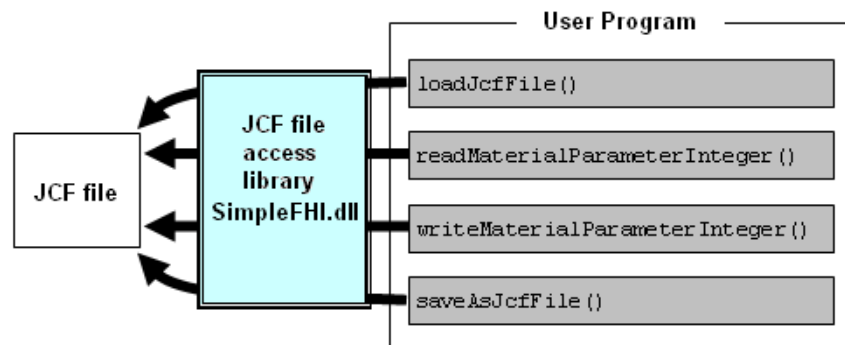 User Program
loadJcfFile()
JCF file
access
library
SimpleFHI.dll
readMaterialParameterInteger()
JCF file
writeMaterialParameterInteger()
saveAsJcfFile()